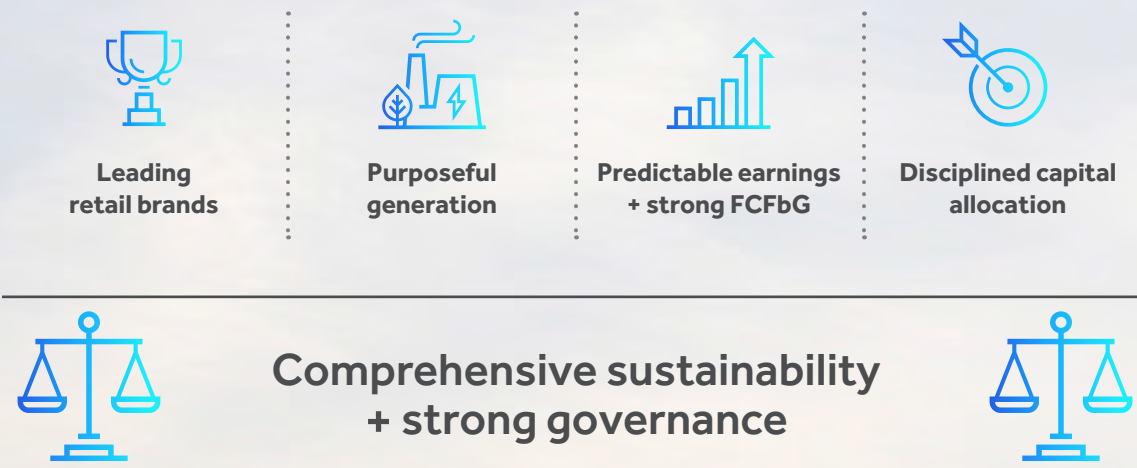 Leading
retail brands
Purposeful
generation
Predictable earnings
+ strong FCFbG
Disciplined capital
allocation
Comprehensive sustainability
+ strong governance